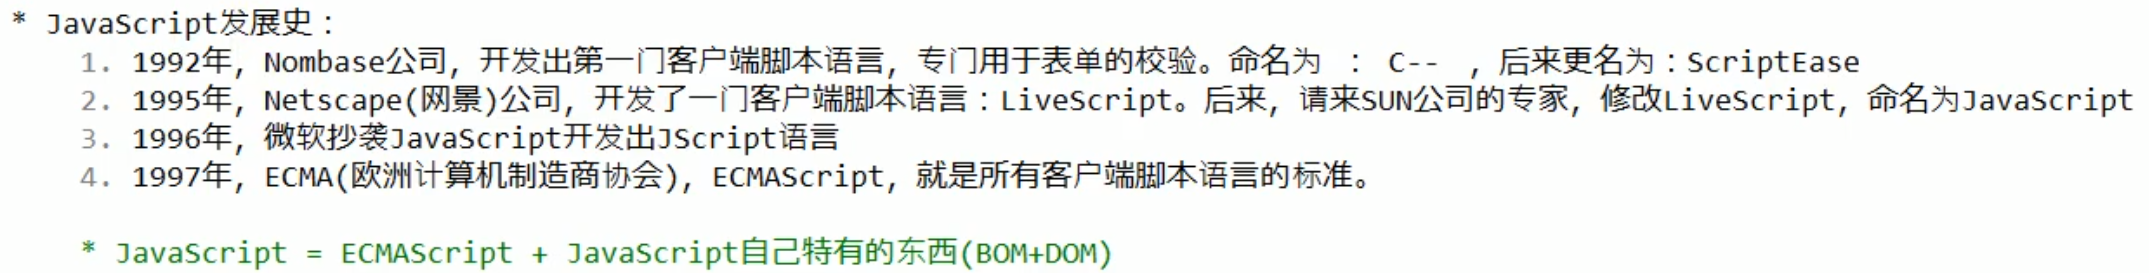 * JavaScript发展史：
1. 1992年，Nombase公司，开发出第一门客户端脚本语言，专门用于表单的校验。命名为 ： C-- ，后来更名为：ScriptEase
2. 1995年，Netscape(网景)公司，开发了一门客户端脚本语言：LiveScript。后来，请来SUN公司的专家，修改LiveScript，命名为JavaScript
3. 1996年，微软抄袭JavaScript开发出JScript语言
4. 1997年，ECMA(欧洲计算机制造商协会)，ECMAScript，就是所有客户端脚本语言的标准。
* JavaScript = ECMAScript + JavaScript自己特有的东西(BOM+DOM)